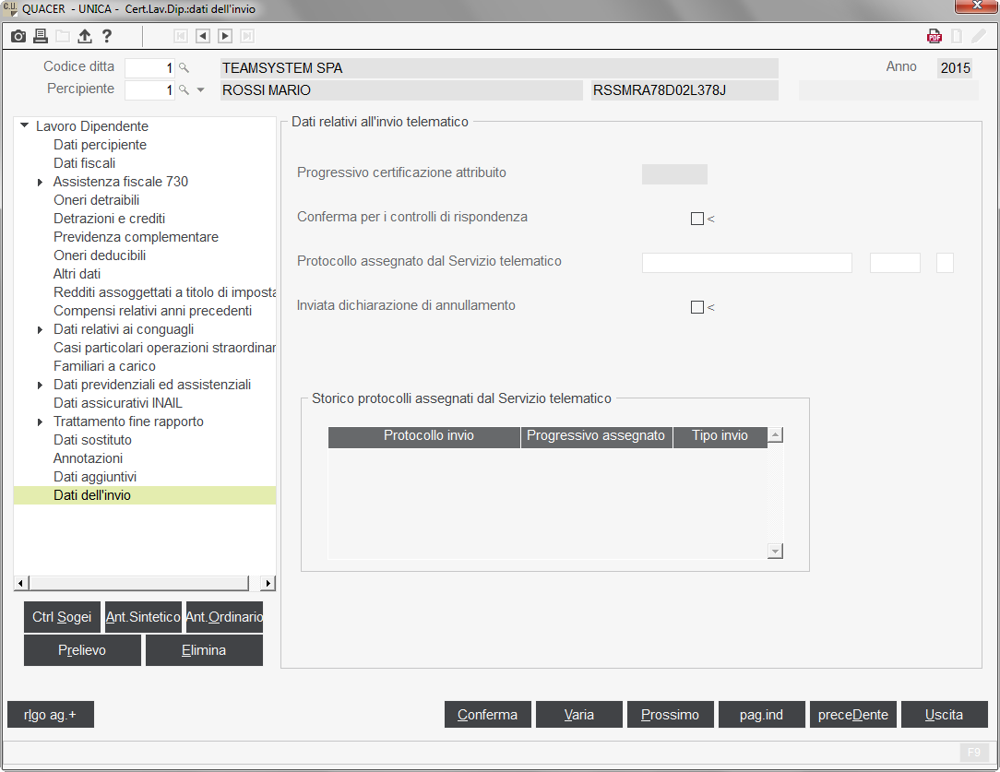 C.U. QUACER - UNICA - Cert.Lav.Dip.:dati dell'invio
?
PDF
Codice ditta 1 TEAMSYSTEM SPA Anno 2015
Percipiente 1 ROSSI MARIO RSSMRA78D02L378J
Lavoro Dipendente
Dati percipiente
Dati fiscali
Assistenza fiscale 730
Oneri detraibili
Detrazioni e crediti
Previdenza complementare
Oneri deducibili
Altri dati
Redditi assoggettati a titolo di imposta
Compensi relativi anni precedenti
Dati relativi ai conguagli
Casi particolari operazioni straordinar
Familiari a carico
Dati previdenziali ed assistenziali
Dati assicurativi INAIL
Trattamento fine rapporto
Dati sostituto
Annotazioni
Dati aggiuntivi
Dati dell'invio
Ctrl Sogei Ant.Sintetico Ant.Ordinario
Prelievo Elimina
Dati relativi all'invio telematico
Progressivo certificazione attribuito
Conferma per i controlli di rispondenza <
Protocollo assegnato dal Servizio telematico
Inviata dichiarazione di annullamento <
Storico protocolli assegnati dal Servizio telematico
Protocollo invio Progressivo assegnato Tipo invio
rIgo ag.+ Conferma Varia Prossimo pag.ind preceDente Uscita
F9